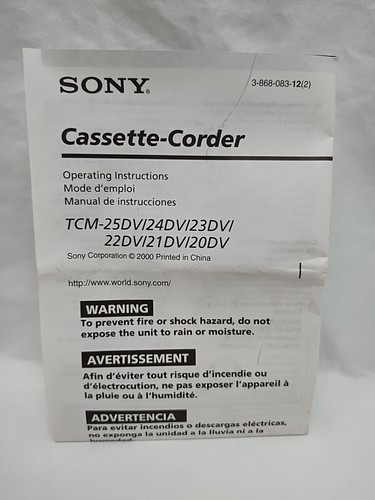 SONY®
3-868-083-12(2)
Cassette-Corder
Operating Instructions
Mode d'emploi
Manual de instrucciones
TCM-25DV/24DV/23DV/
22DV/21DV/20DV
Sony Corporation © 2000 Printed in China
http://www.world.sony.com/
WARNING
To prevent fire or shock hazard, do not
expose the unit to rain or moisture.
AVERTISSEMENT
Afin d'éviter tout risque d'incendie ou
d'électrocution, ne pas exposer l'appareil à
la pluie ou à l'humidité.
ADVERTENCIA
Para evitar incendios o descargas eléctricas,
no exponga la unidad a la lluvia ni a la
humedad.